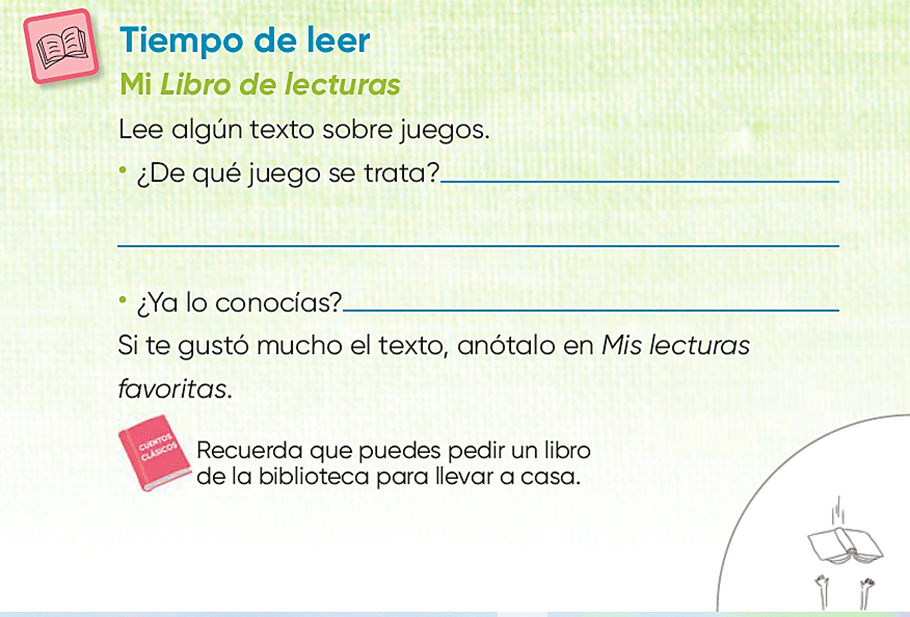 Tiempo de leer
Mi Libro de lecturas
Lee algún texto sobre juegos.
• ¿De qué juego se trata?
• ¿Ya lo conocías?
Si te gustó mucho el texto, anótalo en Mis lecturas
favoritas.
CUENTOS
CLÁSICOS
Recuerda que puedes pedir un libro
de la biblioteca para llevar a casa.